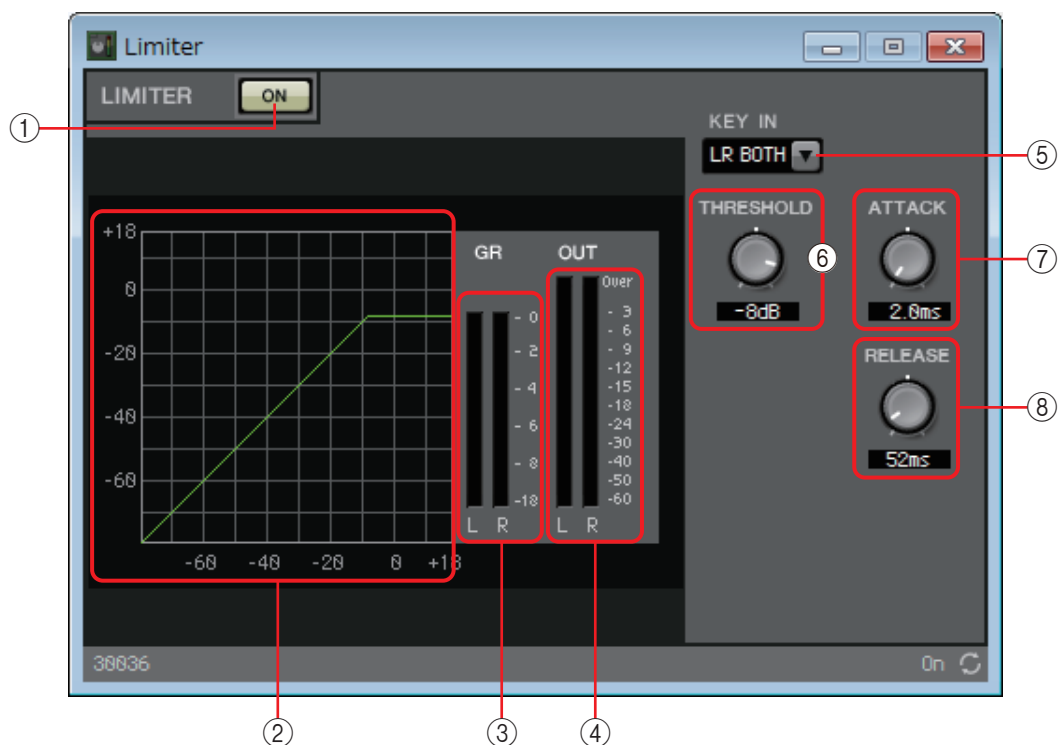 Limiter
LIMITER ON
①
KEY IN
LR BOTH
⑤
THRESHOLD
-8dB
⑥
ATTACK
2.0ms
⑦
RELEASE
52ms
⑧
+18
0
-20
-40
-60
-60 -40 -20 0 +18
GR
- 0
- 2
- 4
- 6
- 8
-18
L R
OUT
Over
- 3
- 6
- 9
-12
-15
-18
-24
-30
-40
-50
-60
L R
30036
On
②
③
④